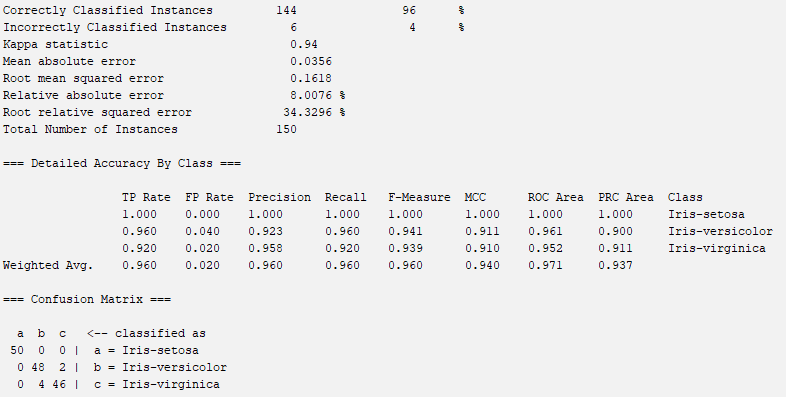 Correctly Classified Instances 144 96 %
Incorrectly Classified Instances 6 4 %
Kappa statistic 0.94
Mean absolute error 0.0356
Root mean squared error 0.1618
Relative absolute error 8.0076 %
Root relative squared error 34.3296 %
Total Number of Instances 150
=== Detailed Accuracy By Class ===
TP Rate FP Rate Precision Recall F-Measure MCC ROC Area PRC Area Class
1.000 0.000 1.000 1.000 1.000 1.000 1.000 1.000 Iris-setosa
0.960 0.040 0.923 0.960 0.941 0.911 0.961 0.900 Iris-versicolor
0.920 0.020 0.958 0.920 0.939 0.910 0.952 0.911 Iris-virginica
Weighted Avg. 0.960 0.020 0.960 0.960 0.960 0.940 0.971 0.937
=== Confusion Matrix ===
a b c <-- classified as
50 0 0 | a = Iris-setosa
0 48 2 | b = Iris-versicolor
0 4 46 | c = Iris-virginica